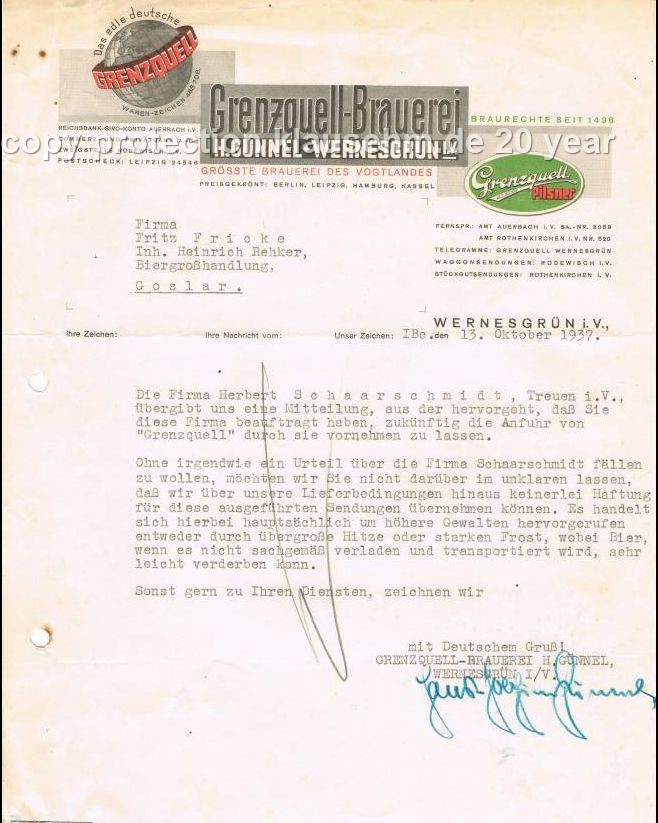 Das edle deutsche
GRENZQUELL
WAREN-ZEICHEN
Grenzquell-Brauerei
H. GÜNNEL-WERNESGRÜN i.V.
BRAURECHTE SEIT 1436
REICHSBANK-GIRO-KONTO AUERBACH i.V.
POSTSCHECK: LEIPZIG 24546
copy protection klausehm.de 20 year
GRÖSSTE BRAUEREI DES VOGTLANDES
PREISGEKRÖNT: BERLIN, LEIPZIG, HAMBURG, KASSEL
Grenzquell
Pilsner
FERNSPR.: AMT AUERBACH i.V. SA.-NR. 3059
AMT ROTHENKIRCHEN i.V. NR. 520
TELEGRAMME: GRENZQUELL WERNESGRÜN
WAGGONSENDUNGEN: RODEWISCH i.V.
STÜCKGUTSENDUNGEN: ROTHENKIRCHEN i.V.
Firma
Fritz Fricke
Inh. Heinrich Rehker,
Biergroßhandlung,
Goslar.
WERNESGRÜN i.V.,
Ihre Zeichen: Ihre Nachricht vom: Unser Zeichen: IBc. den 13. Oktober 1937.
Die Firma Herbert Schaarschmidt, Treuen i.V.,
übergibt uns eine Mitteilung, aus der hervorgeht, daß Sie
diese Firma beauftragt haben, zukünftig die Anfuhr von
"Grenzquell" durch sie vornehmen zu lassen.
Ohne irgendwie ein Urteil über die Firma Schaarschmidt fällen
zu wollen, möchten wir Sie nicht darüber im unklaren lassen,
daß wir über unsere Lieferbedingungen hinaus keinerlei Haftung
für diese ausgeführten Sendungen übernehmen können. Es handelt
sich hierbei hauptsächlich um höhere Gewalten hervorgerufen
entweder durch übergroße Hitze oder starken Frost, wobei Bier,
wenn es nicht sachgemäß verladen und transportiert wird, sehr
leicht verderben kann.
Sonst gern zu Ihren Diensten, zeichnen wir
mit Deutschem Gruß!
GRENZQUELL-BRAUEREI H.GÜNNEL,
WERNESGRÜN I/V.